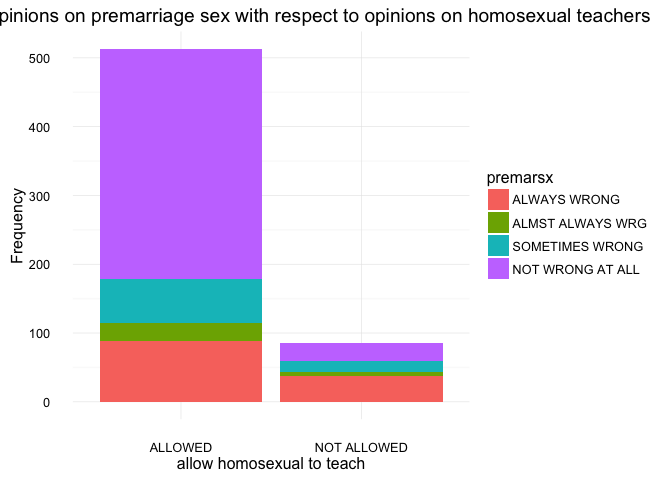 pinions on premarriage sex with respect to opinions on homosexual teachers
500
400
300
200
100
0
Frequency
ALLOWED
NOT ALLOWED
allow homosexual to teach
premarsx
ALWAYS WRONG
ALMST ALWAYS WRG
SOMETIMES WRONG
NOT WRONG AT ALL